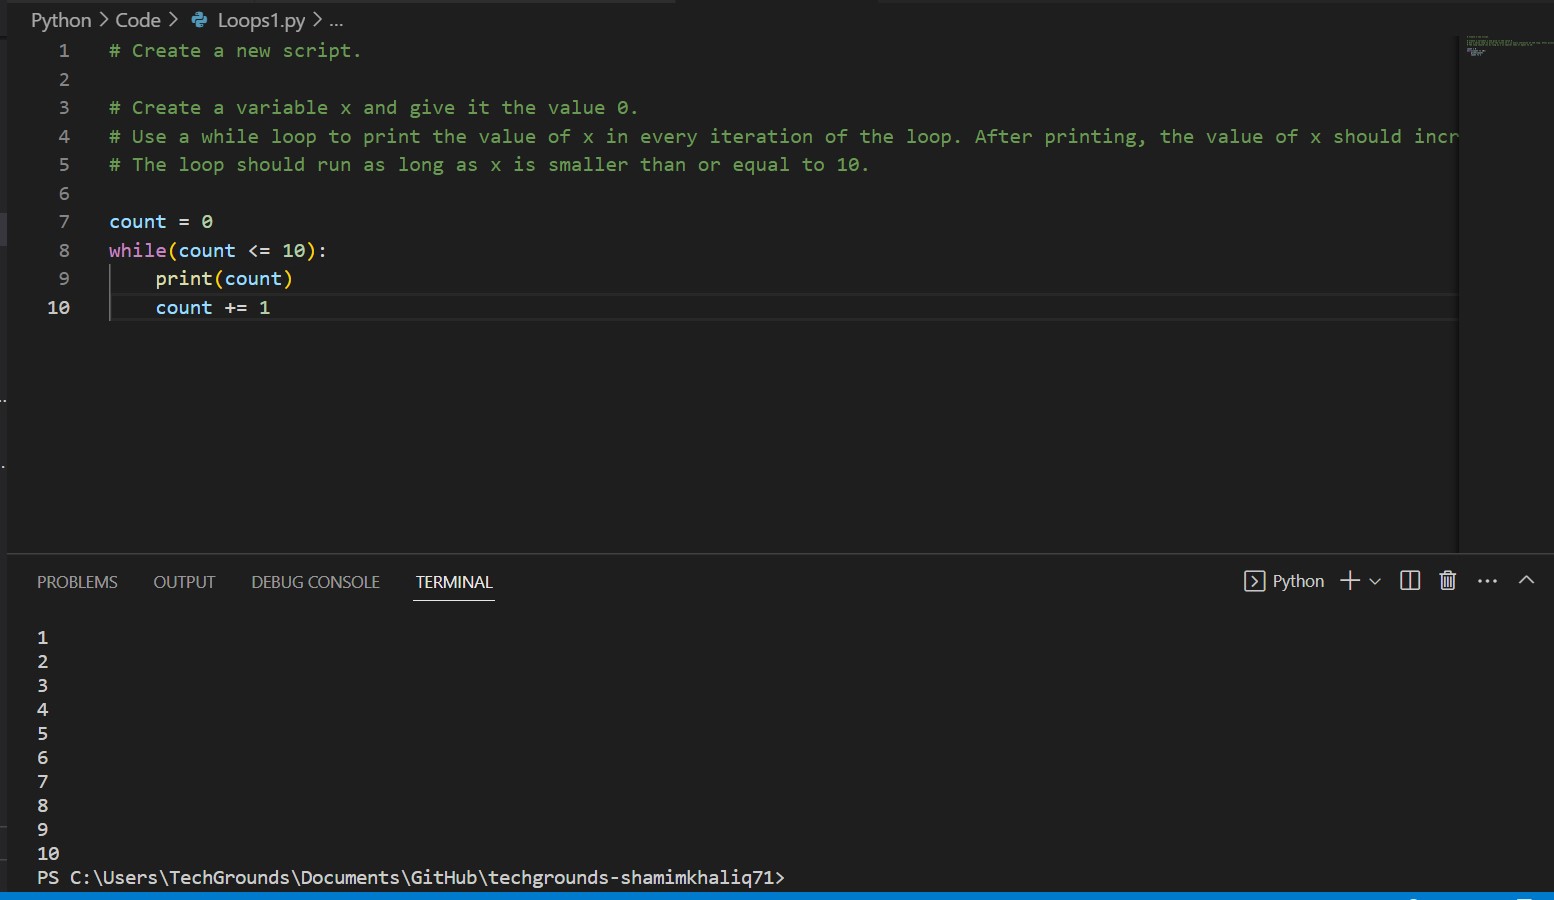 Python > Code > Loops1.py > ...
1 # Create a new script.
2
3 # Create a variable x and give it the value 0.
4 # Use a while loop to print the value of x in every iteration of the loop. After printing, the value of x should incr
5 # The loop should run as long as x is smaller than or equal to 10.
6
7 count = 0
8 while(count <= 10):
9     print(count)
10     count += 1
PROBLEMS OUTPUT DEBUG CONSOLE TERMINAL Python
1
2
3
4
5
6
7
8
9
10
PS C:\Users\TechGrounds\Documents\GitHub\techgrounds-shamimkhaliq71>